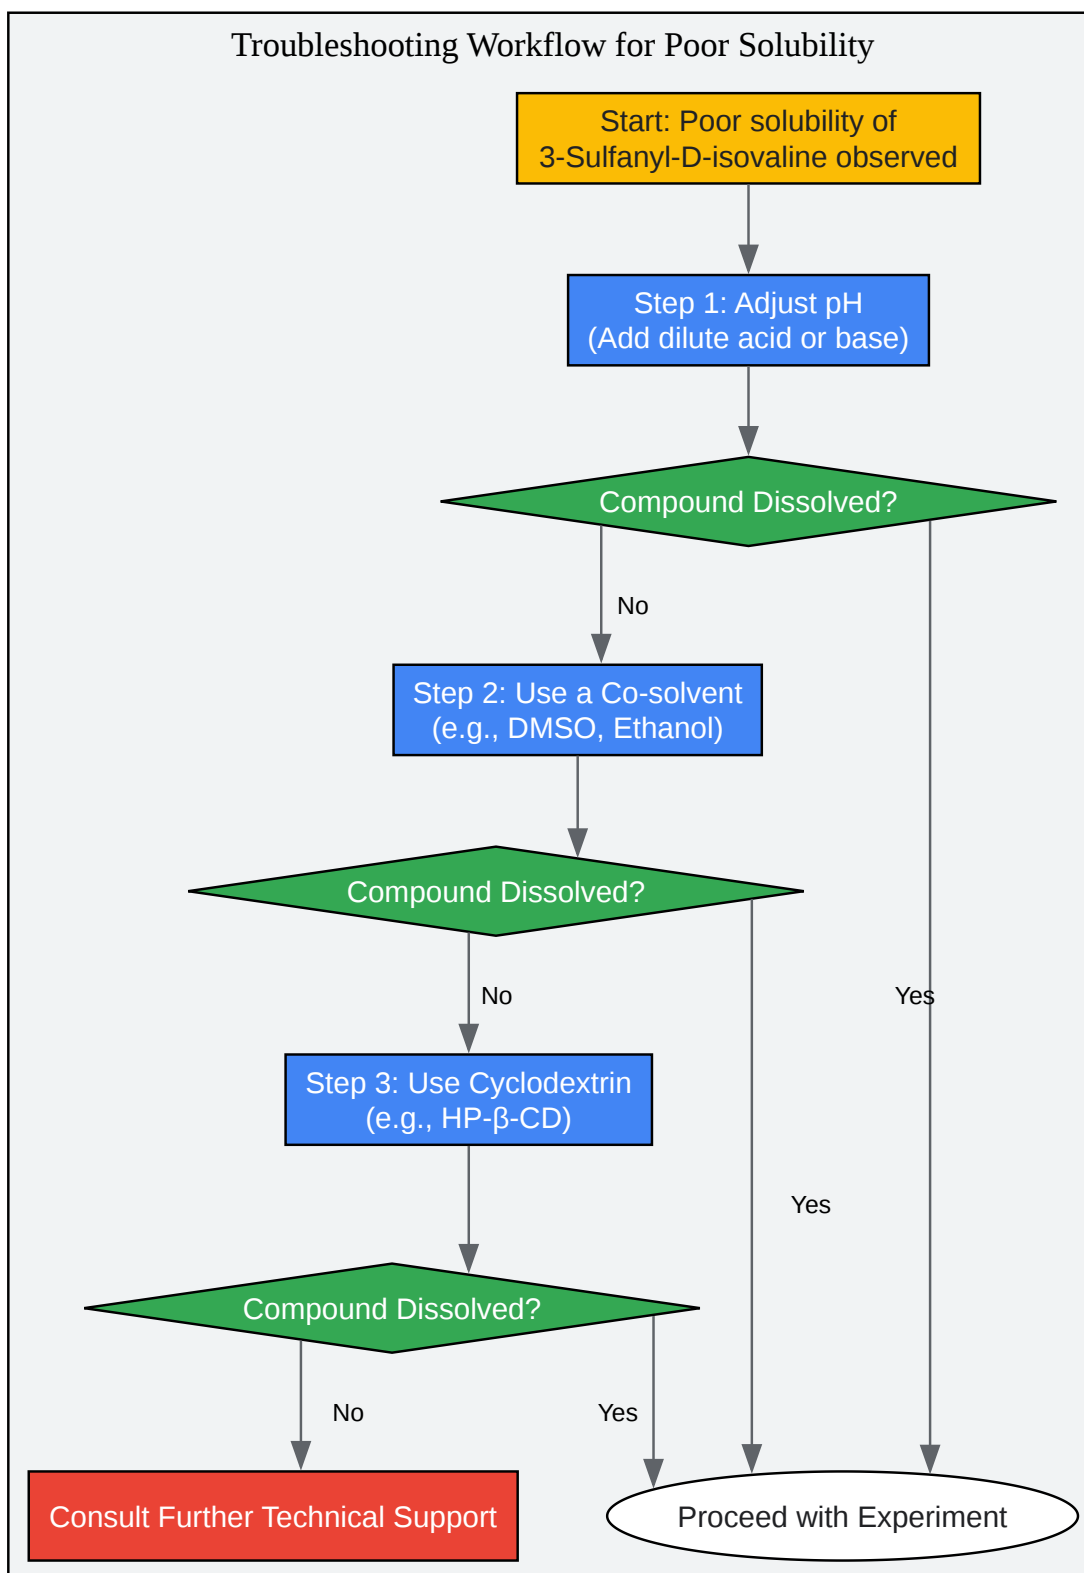 Troubleshooting Workflow for Poor Solubility
Start: Poor solubility of
3-Sulfanyl-D-isovaline observed
Step 1: Adjust pH
(Add dilute acid or base)
Compound Dissolved?
No
Step 2: Use a Co-solvent
(e.g., DMSO, Ethanol)
Compound Dissolved?
No
Yes
Step 3: Use Cyclodextrin
(e.g., HP-β-CD)
Yes
Compound Dissolved?
No
Yes
Consult Further Technical Support
Proceed with Experiment